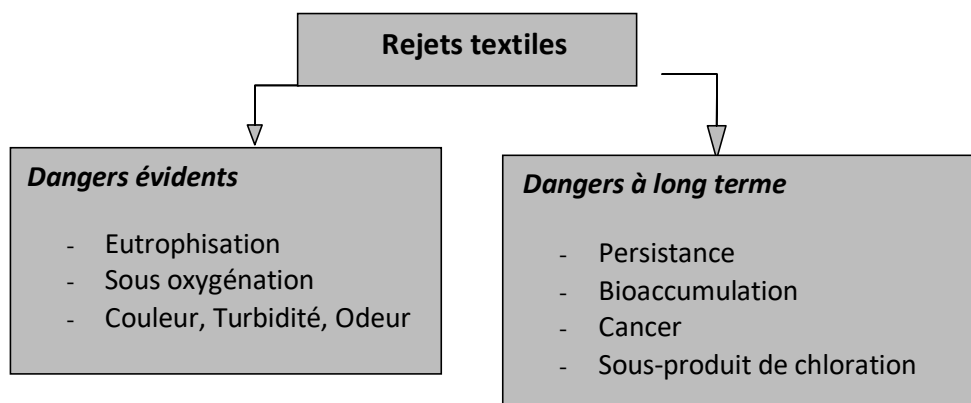 Rejets textiles
Dangers évidents
- Eutrophisation
- Sous oxygénation
- Couleur, Turbidité, Odeur
Dangers à long terme
- Persistance
- Bioaccumulation
- Cancer
- Sous-produit de chloration